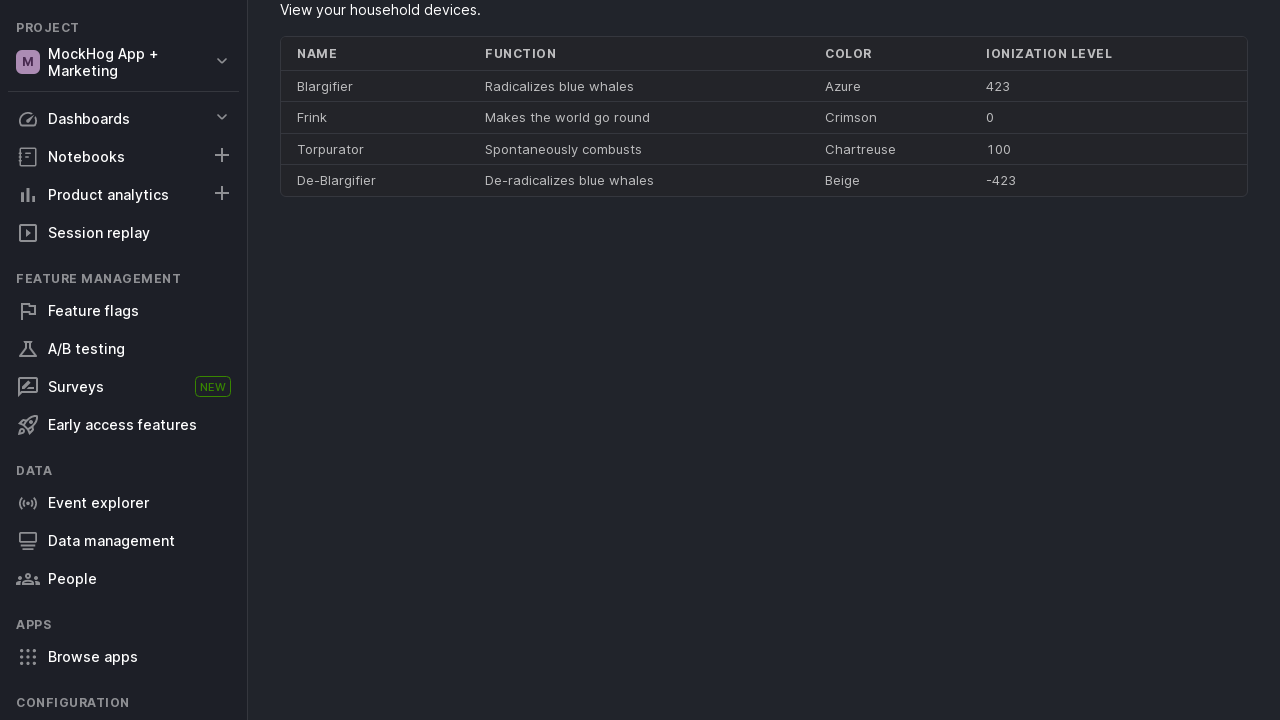 PROJECT
M
MockHog App +
Marketing
Dashboards
Notebooks
Product analytics
Session replay
FEATURE MANAGEMENT
Feature flags
A/B testing
Surveys NEW
Early access features
DATA
Event explorer
Data management
People
APPS
Browse apps
CONFIGURATION
View your household devices.
NAME FUNCTION COLOR IONIZATION LEVEL
Blargifier Radicalizes blue whales Azure 423
Frink Makes the world go round Crimson 0
Torpurator Spontaneously combusts Chartreuse 100
De-Blargifier De-radicalizes blue whales Beige -423